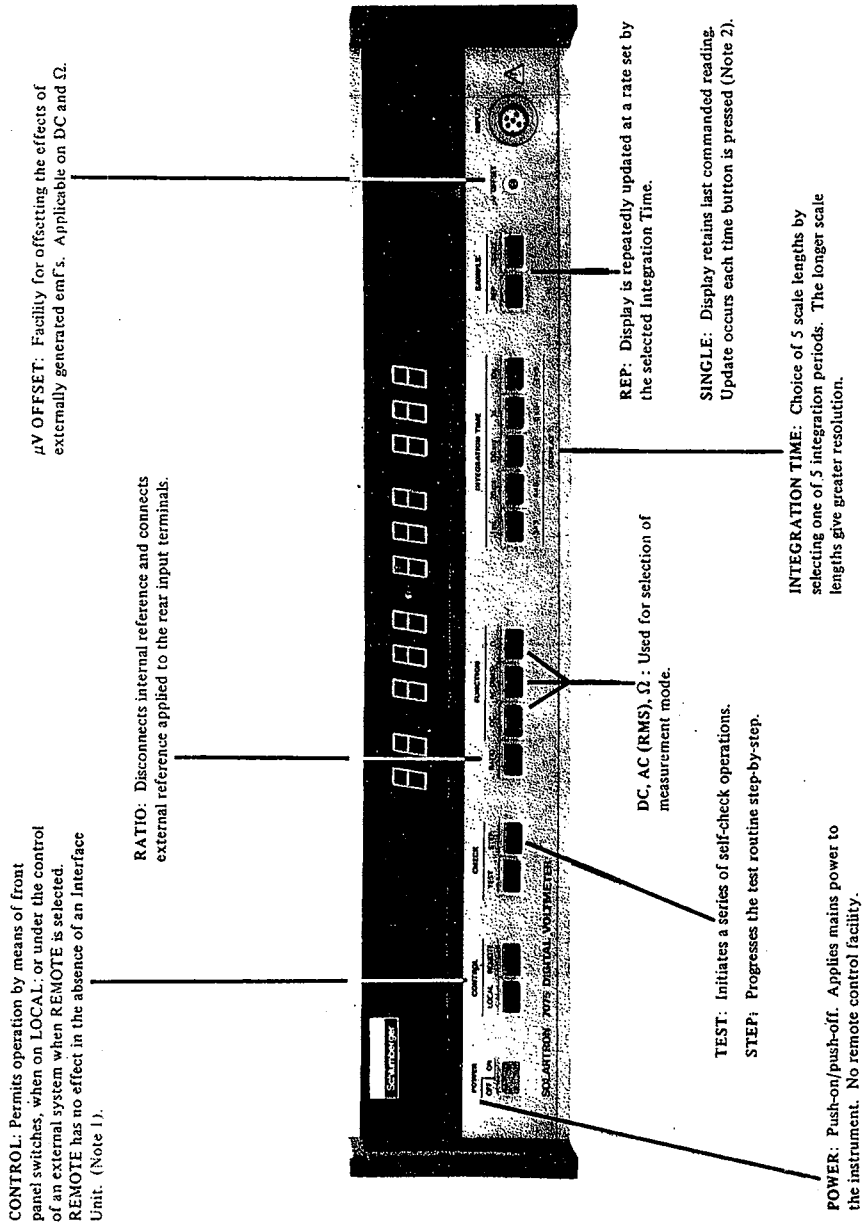 CONTROL: Permits operation by means of front
panel switches, when on LOCAL; or under the control
of an external system when REMOTE is selected.
REMOTE has no effect in the absence of an Interface
Unit. (Note 1).
RATIO: Disconnects internal reference and connects
external reference applied to the rear input terminals.
μV OFFSET: Facility for offsetting the effects of
externally generated emf's. Applicable on DC and Ω.
Schlumberger
POWER
OFF ON
CONTROL
LOCAL REMOTE
CHECK
TEST STEP
FUNCTION
RATIO
INTEGRATION TIME
DISPLAY
SAMPLE
REP
μV OFFSET
INPUT
SOLARTRON 7075 DIGITAL VOLTMETER
POWER: Push-on/push-off. Applies mains power to
the instrument. No remote control facility.
TEST: Initiates a series of self-check operations.
STEP: Progresses the test routine step-by-step.
DC, AC (RMS), Ω : Used for selection of
measurement mode.
INTEGRATION TIME: Choice of 5 scale lengths by
selecting one of 5 integration periods. The longer scale
lengths give greater resolution.
REP: Display is repeatedly updated at a rate set by
the selected Integration Time.
SINGLE: Display retains last commanded reading.
Update occurs each time button is pressed (Note 2).